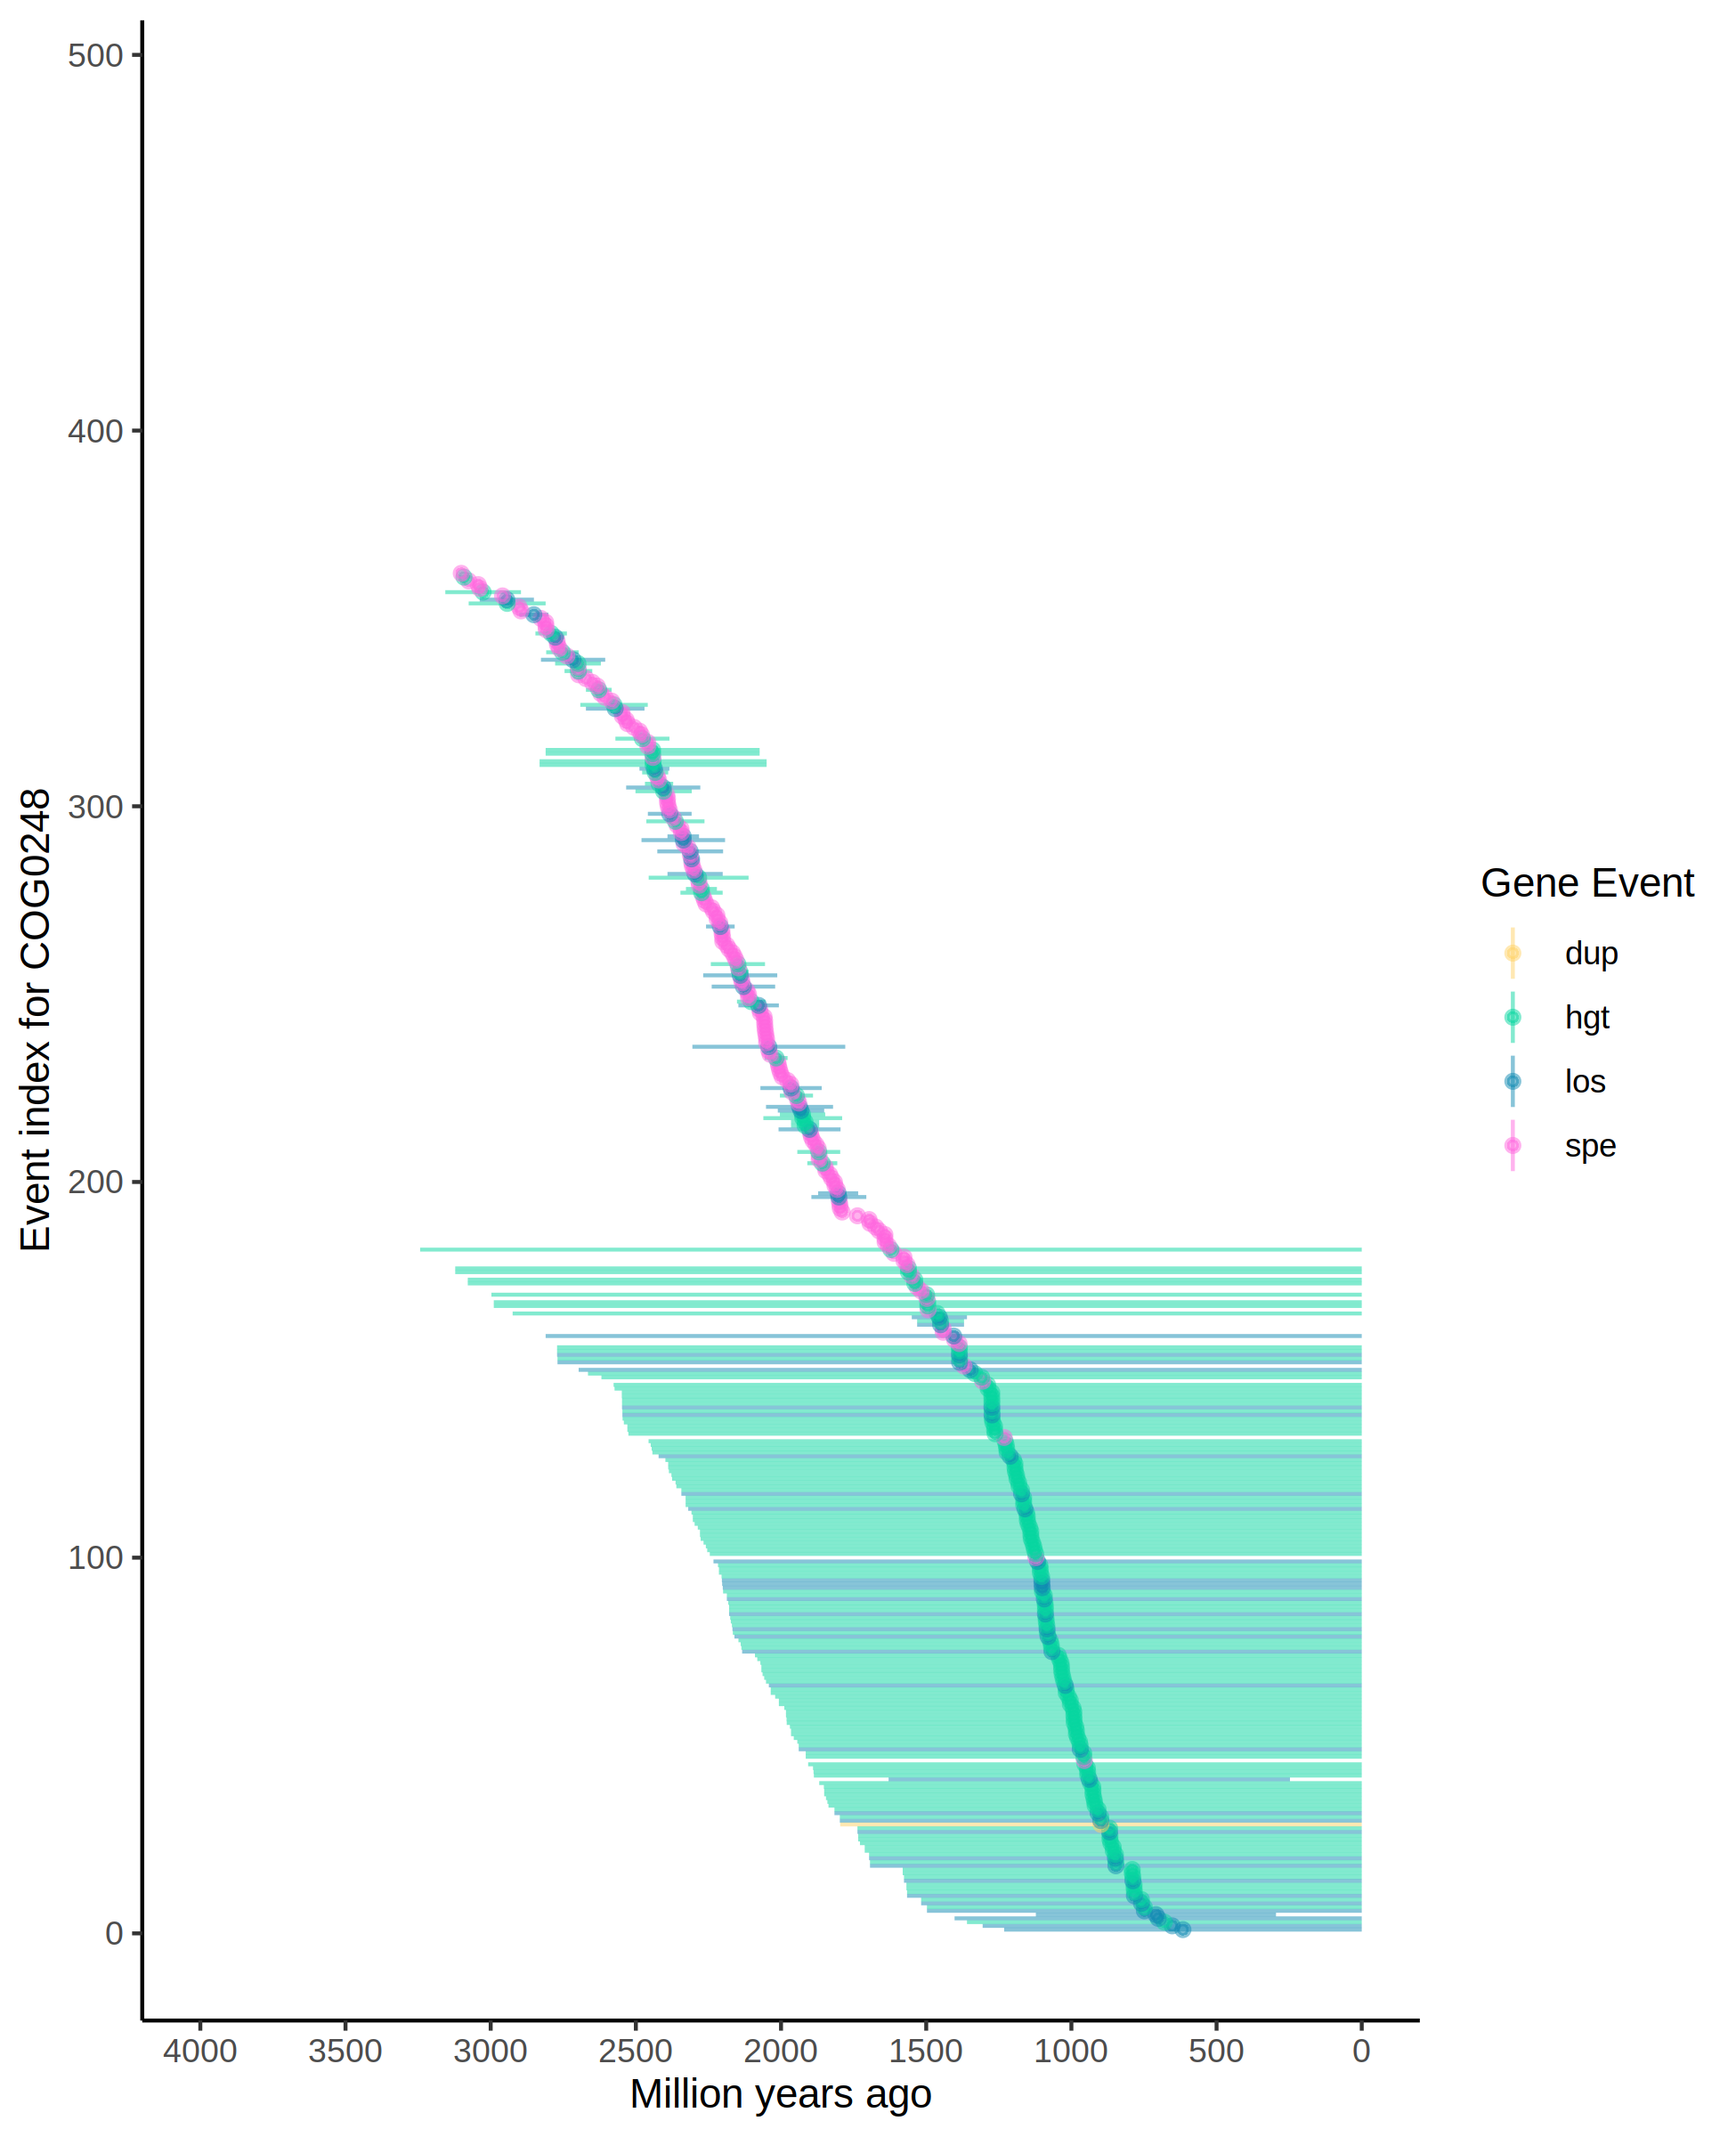 500
400
300
200
100
0
Event index for COG0248
4000 3500 3000 2500 2000 1500 1000 500 0
Million years ago
Gene Event
dup
hgt
los
spe